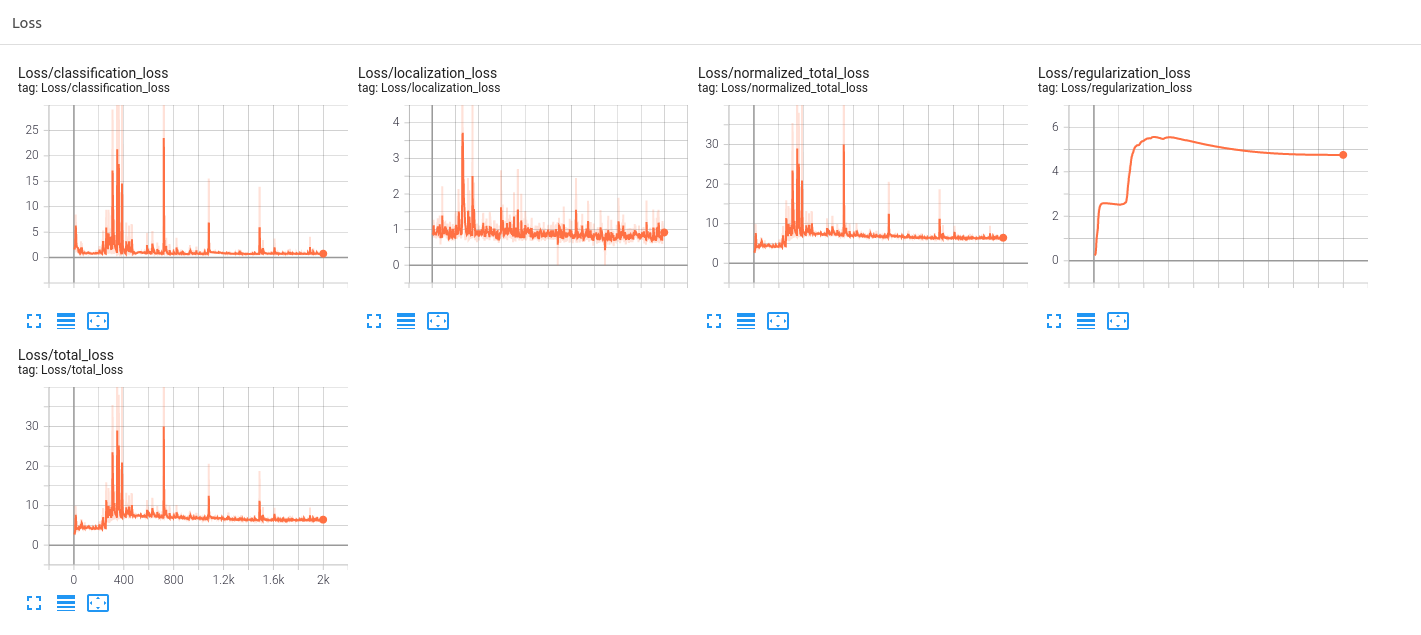 Loss
Loss/classification_loss
tag: Loss/classification_loss
25
20
15
10
5
0
Loss/localization_loss
tag: Loss/localization_loss
4
3
2
1
0
Loss/normalized_total_loss
tag: Loss/normalized_total_loss
30
20
10
0
Loss/regularization_loss
tag: Loss/regularization_loss
6
4
2
0
Loss/total_loss
tag: Loss/total_loss
30
20
10
0
0 400 800 1.2k 1.6k 2k